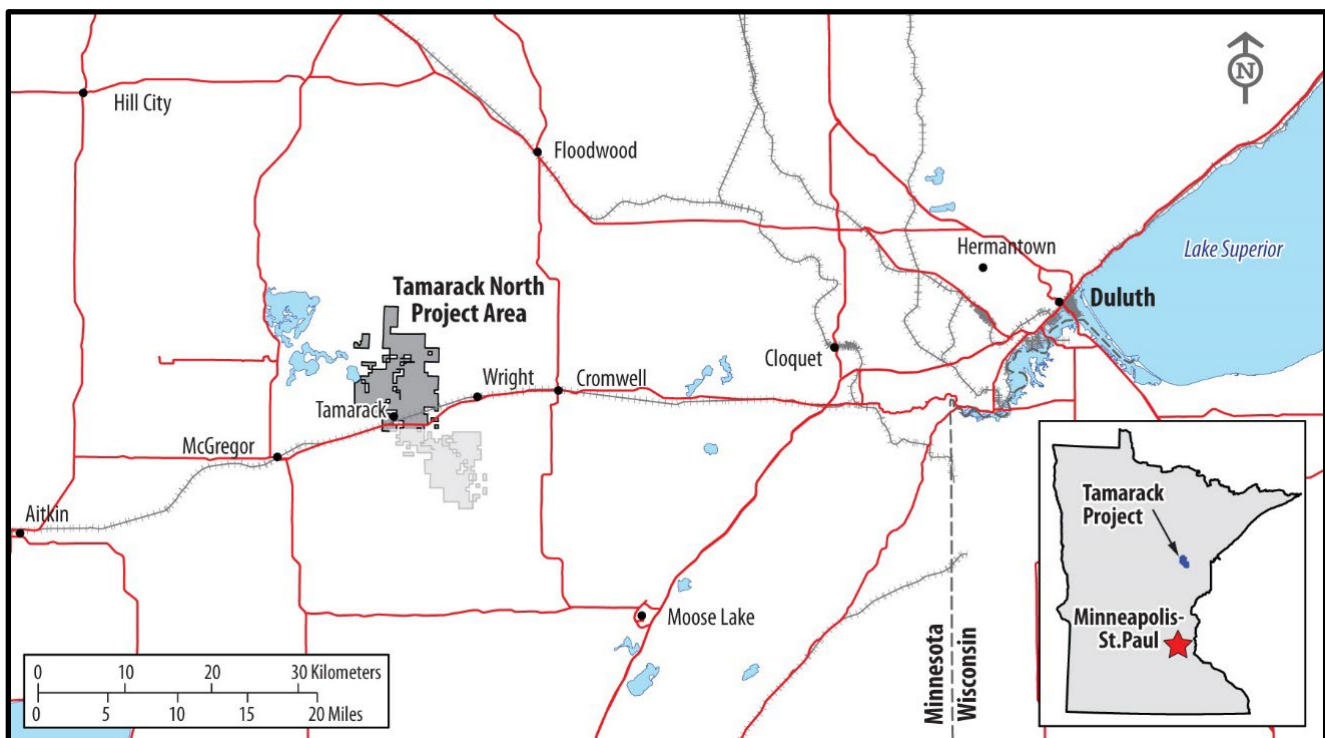 N
Hill City
Floodwood
Hermantown
Lake Superior
Tamarack North
Project Area
Duluth
Cloquet
Wright
Cromwell
Tamarack
McGregor
Aitkin
Moose Lake
Minnesota
Wisconsin
Tamarack
Project
Minneapolis-
St.Paul
0 10 20 30 Kilometers
0 5 10 15 20 Miles